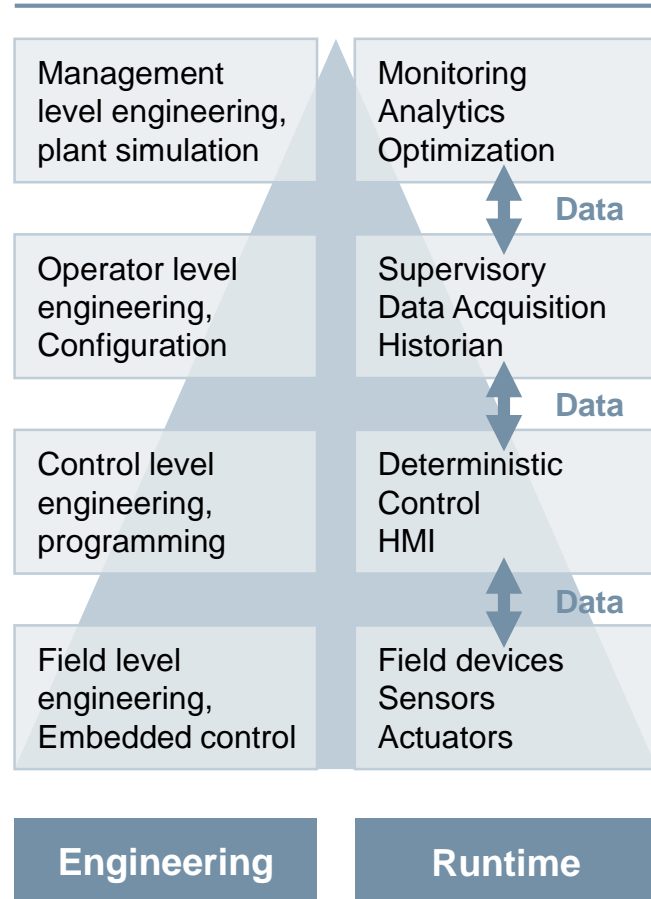 Management
level engineering,
plant simulation
Monitoring
Analytics
Optimization
Data
Operator level
engineering,
Configuration
Supervisory
Data Acquisition
Historian
Data
Control level
engineering,
programming
Deterministic
Control
HMI
Data
Field level
engineering,
Embedded control
Field devices
Sensors
Actuators
Engineering
Runtime